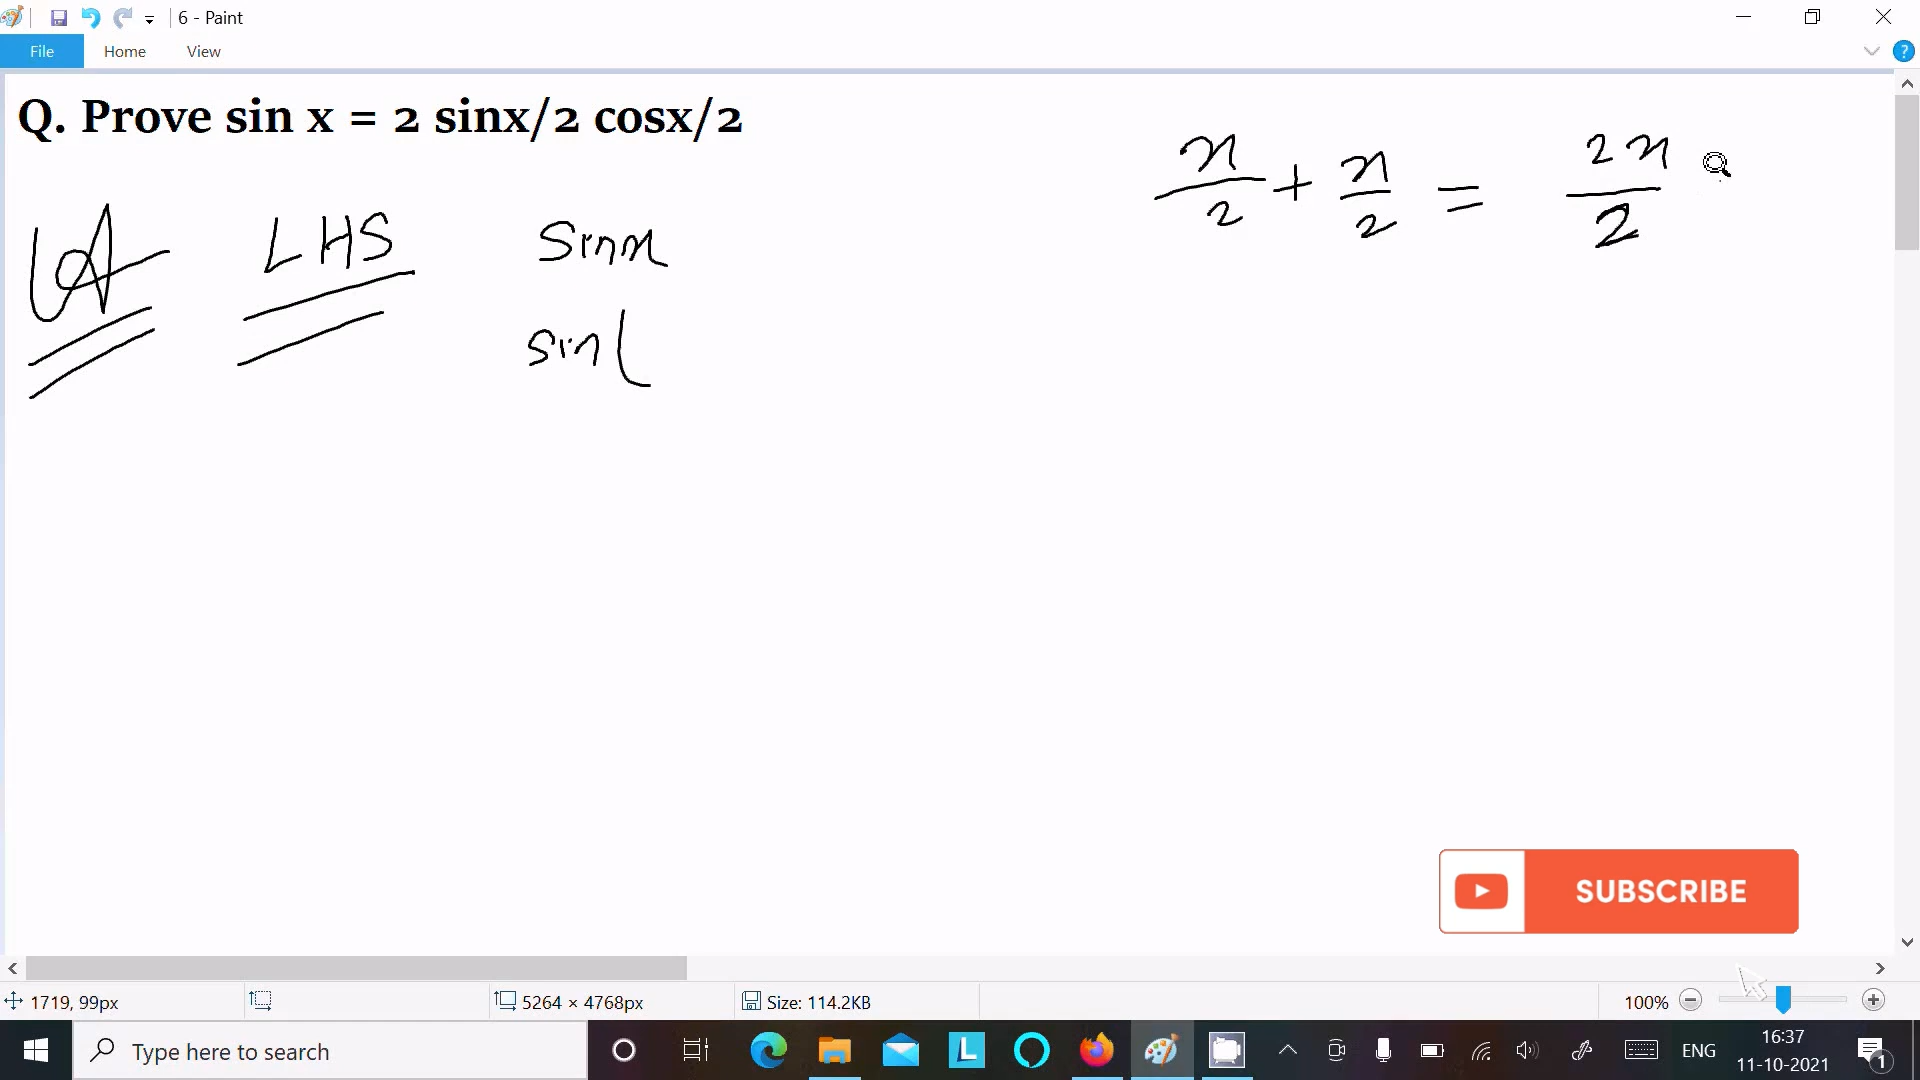 6 - Paint
File Home View
Q. Prove sin x = 2 sinx/2 cosx/2
x/2 + x/2 = 2x/2
LHS sinx
sin(
SUBSCRIBE
1719, 99px 5264 × 4768px Size: 114.2KB 100%
Type here to search L ENG 16:37
11-10-2021 1